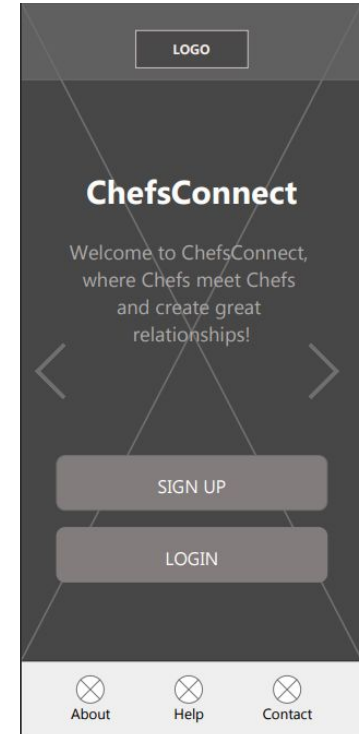 LOGO
ChefsConnect
Welcome to ChefsConnect,
where Chefs meet Chefs
and create great
relationships!
SIGN UP
LOGIN
About Help Contact